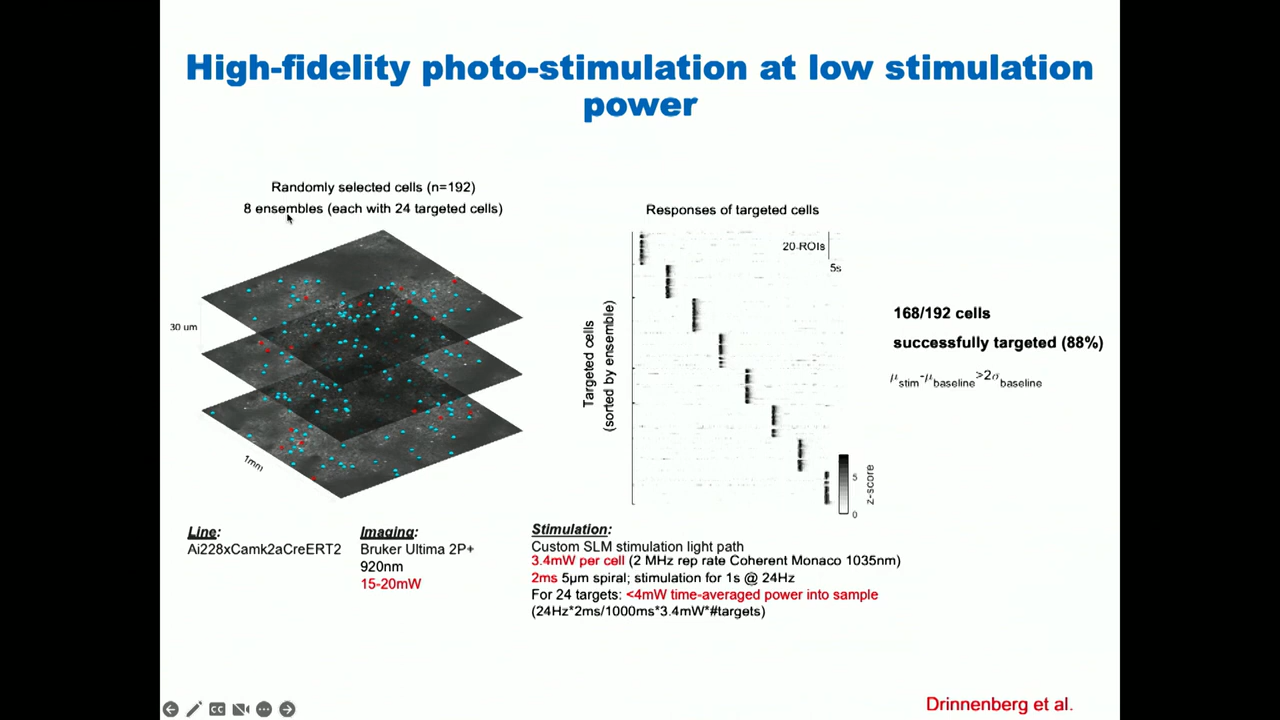 High-fidelity photo-stimulation at low stimulation
power
Randomly selected cells (n=192)
8 ensembles (each with 24 targeted cells)
30 um
1mm
Responses of targeted cells
20 ROIs
5s
Targeted cells
(sorted by ensemble)
5
0
z-score
168/192 cells
successfully targeted (88%)
μstim-μbaseline>2σbaseline
Line:
Ai228xCamk2aCreERT2
Imaging:
Bruker Ultima 2P+
920nm
15-20mW
Stimulation:
Custom SLM stimulation light path
3.4mW per cell (2 MHz rep rate Coherent Monaco 1035nm)
2ms 5µm spiral; stimulation for 1s @ 24Hz
For 24 targets: <4mW time-averaged power into sample
(24Hz*2ms/1000ms*3.4mW*#targets)
CC
Drinnenberg et al.